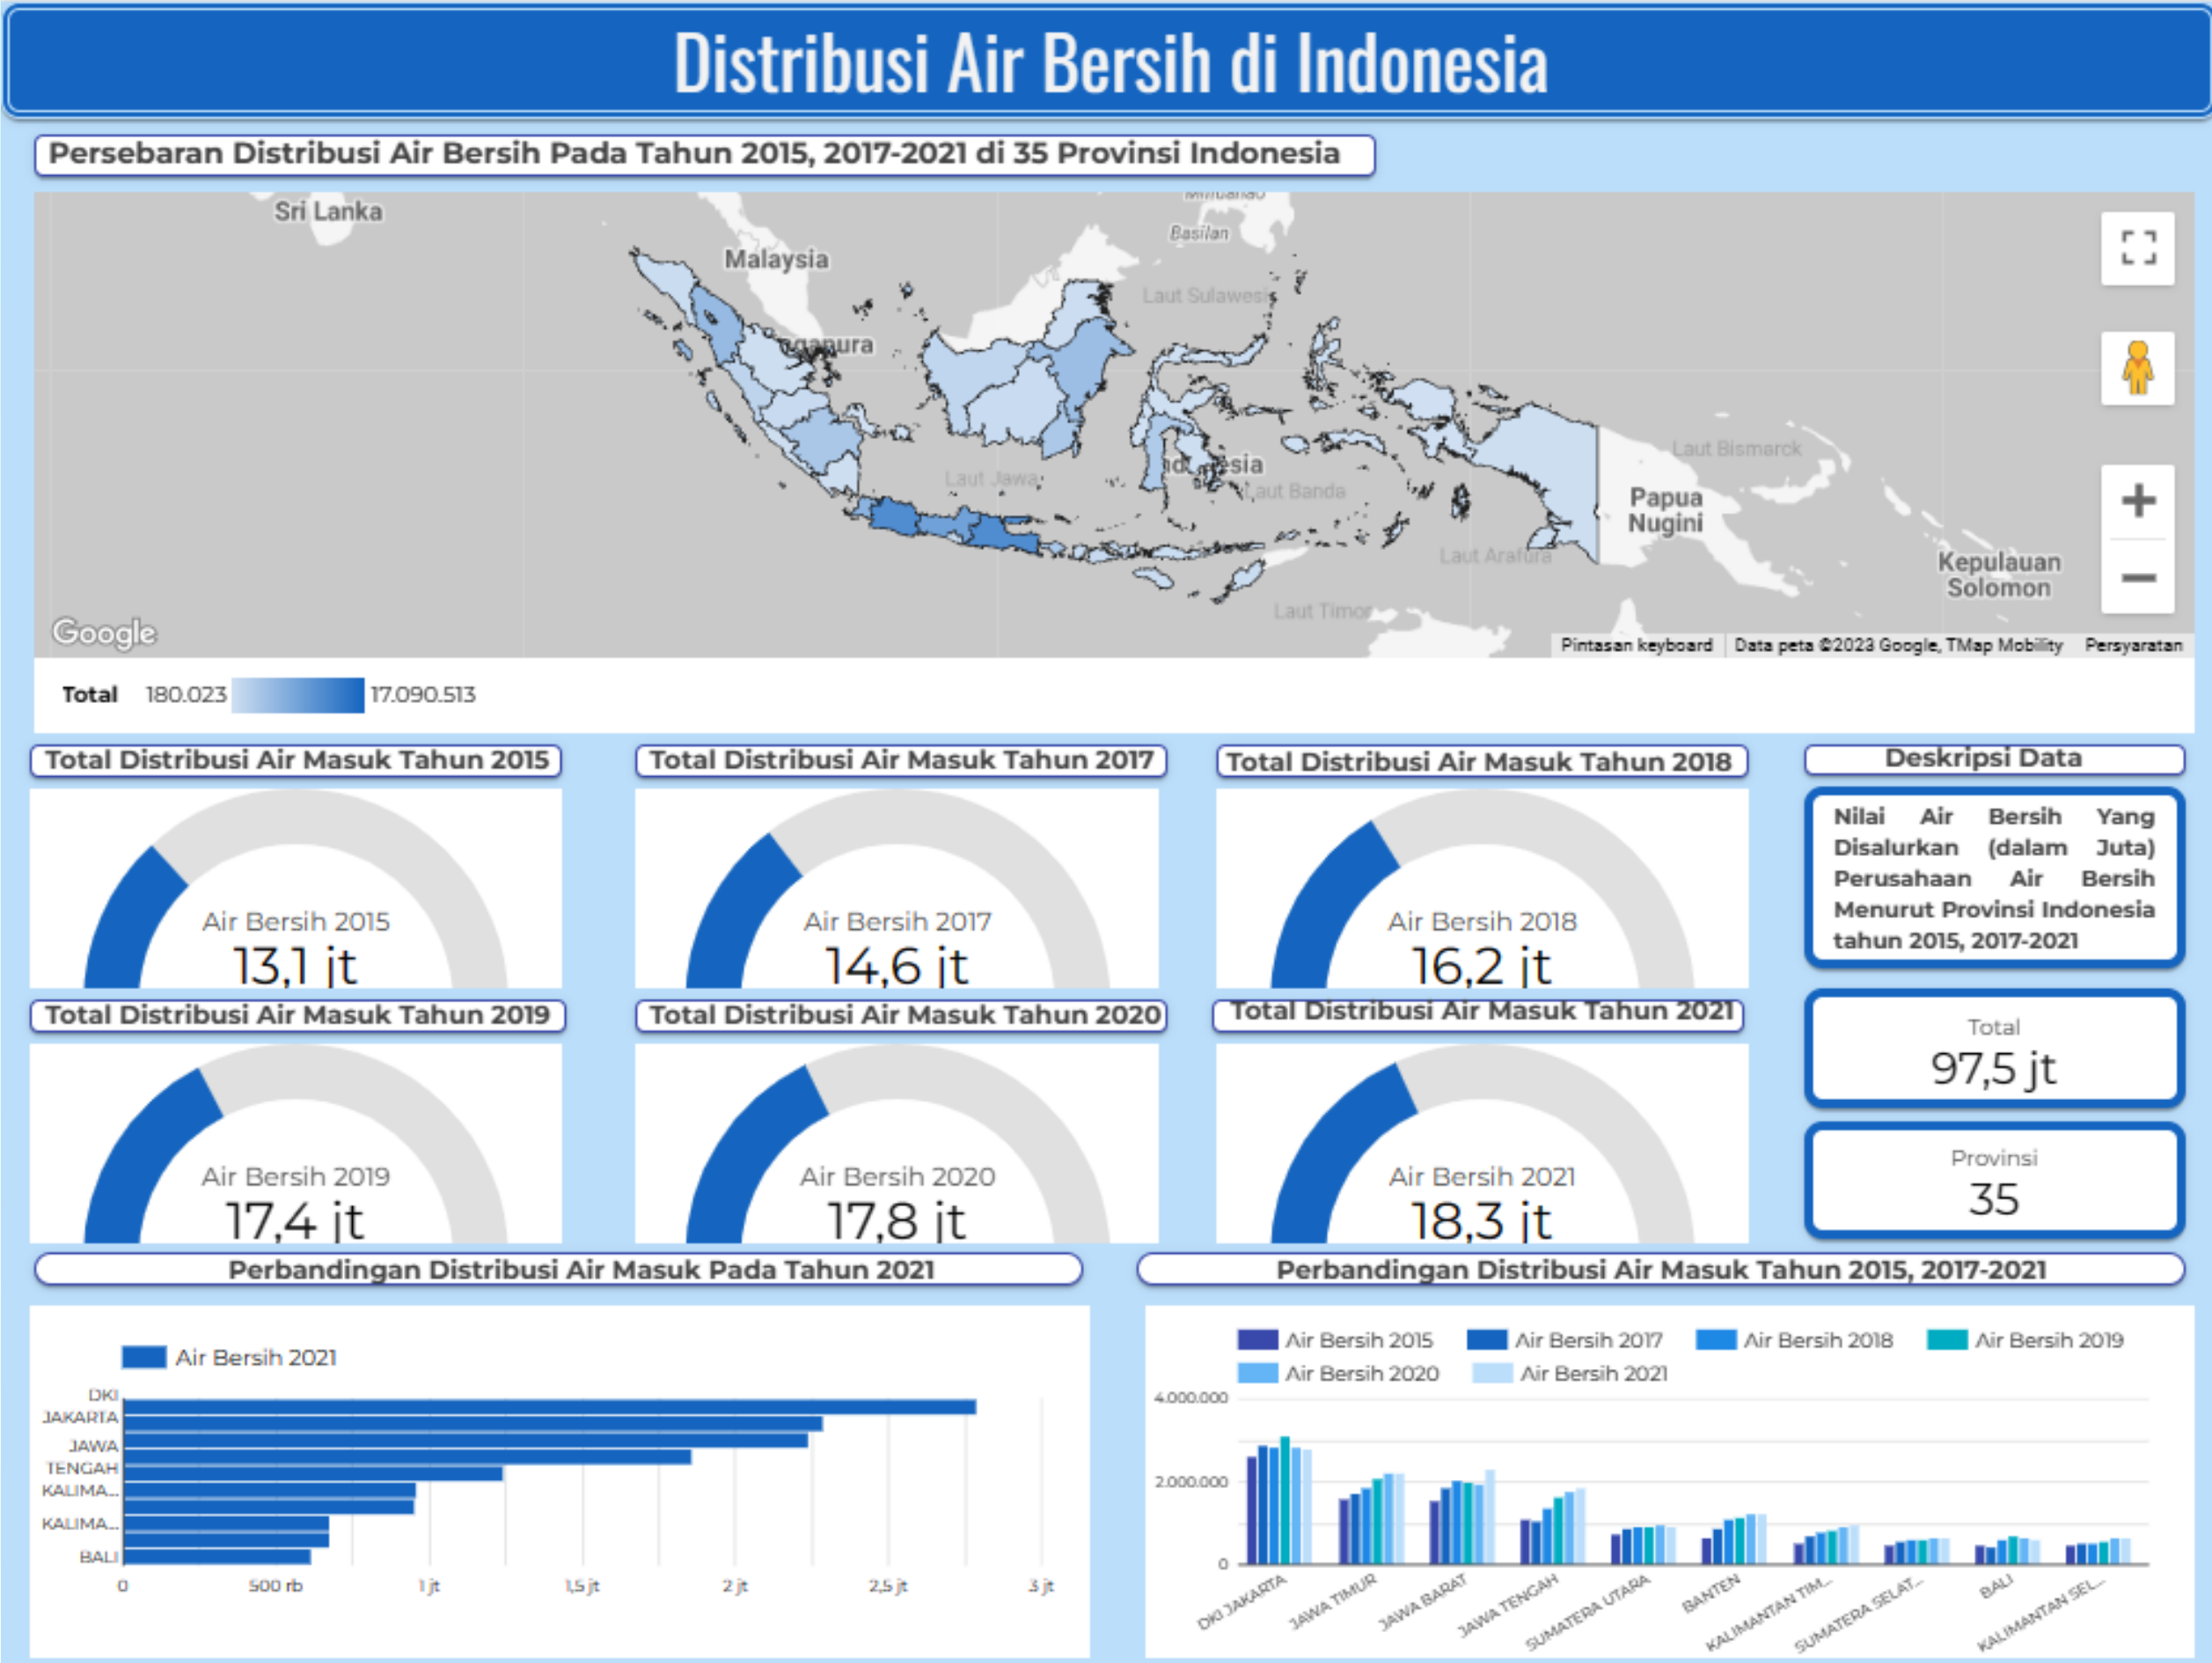 Distribusi Air Bersih di Indonesia
Persebaran Distribusi Air Bersih Pada Tahun 2015, 2017-2021 di 35 Provinsi Indonesia
Sri Lanka
Malaysia
Basilan
Laut Sulawesi
Laut Jawa
Laut Banda
Laut Bismarck
Papua
Nugini
Laut Arafura
Kepulauan
Solomon
Laut Timor
Google
Pintasan keyboard
Data peta ©2023 Google, TMap Mobility
Persyaratan
Total 180.023 17.090.513
Total Distribusi Air Masuk Tahun 2015
Air Bersih 2015
13,1 jt
Total Distribusi Air Masuk Tahun 2017
Air Bersih 2017
14,6 jt
Total Distribusi Air Masuk Tahun 2018
Air Bersih 2018
16,2 jt
Deskripsi Data
Nilai Air Bersih Yang
Disalurkan (dalam Juta)
Perusahaan Air Bersih
Menurut Provinsi Indonesia
tahun 2015, 2017-2021
Total Distribusi Air Masuk Tahun 2019
Air Bersih 2019
17,4 jt
Total Distribusi Air Masuk Tahun 2020
Air Bersih 2020
17,8 jt
Total Distribusi Air Masuk Tahun 2021
Air Bersih 2021
18,3 jt
Total
97,5 jt
Provinsi
35
Perbandingan Distribusi Air Masuk Pada Tahun 2021
Air Bersih 2021
DKI
JAKARTA
JAWA
TENGAH
KALIMA...
KALIMA...
BALI
0 500 rb 1 jt 1,5 jt 2 jt 2,5 jt 3 jt
Perbandingan Distribusi Air Masuk Tahun 2015, 2017-2021
Air Bersih 2015 Air Bersih 2017 Air Bersih 2018 Air Bersih 2019
Air Bersih 2020 Air Bersih 2021
4.000.000
2.000.000
0
DKI JAKARTA
JAWA TIMUR
JAWA BARAT
JAWA TENGAH
SUMATERA UTARA
BANTEN
KALIMANTAN TIM...
SUMATERA SELAT...
BALI
KALIMANTAN SEL...